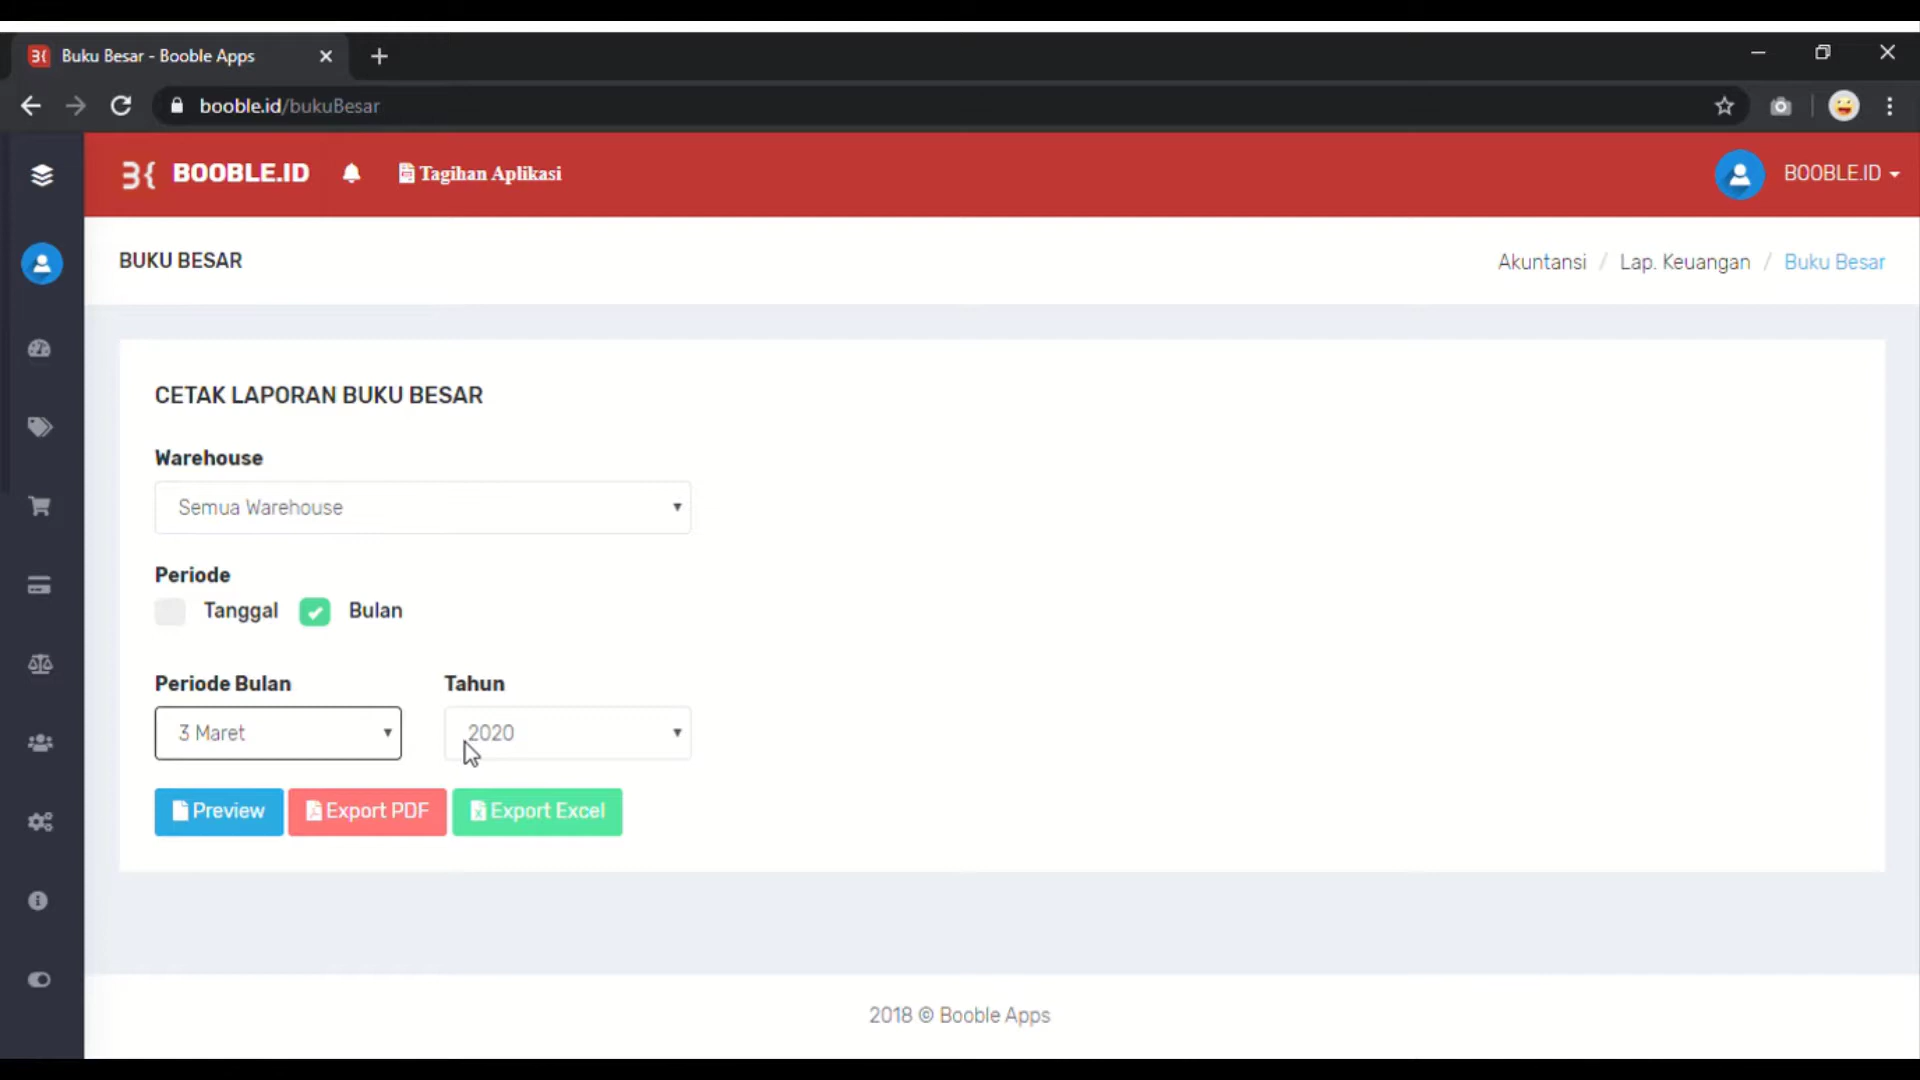 Buku Besar - Booble Apps
booble.id/bukuBesar
BOOBLE.ID
Tagihan Aplikasi
BOOBLE.ID
BUKU BESAR
Akuntansi / Lap. Keuangan / Buku Besar
CETAK LAPORAN BUKU BESAR
Warehouse
Semua Warehouse
Periode
Tanggal Bulan
Periode Bulan Tahun
3 Maret 2020
Preview Export PDF Export Excel
2018 © Booble Apps